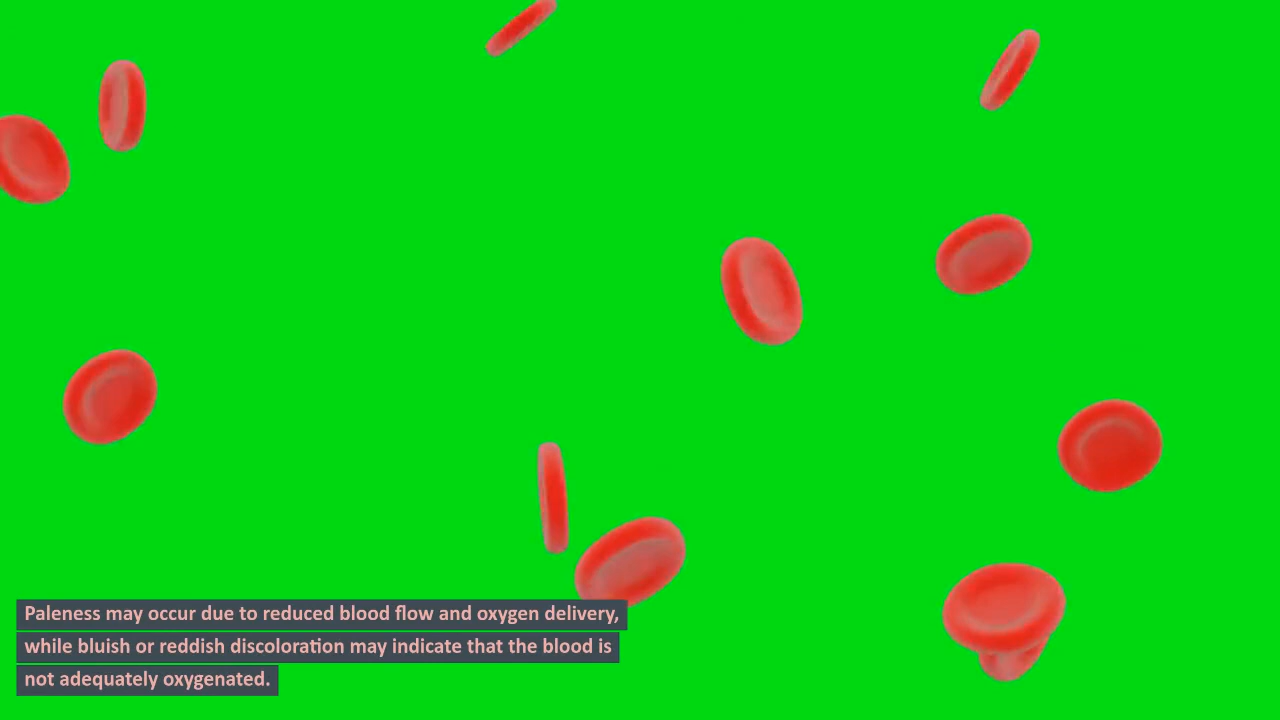 Paleness may occur due to reduced blood flow and oxygen delivery,
while bluish or reddish discoloration may indicate that the blood is
not adequately oxygenated.